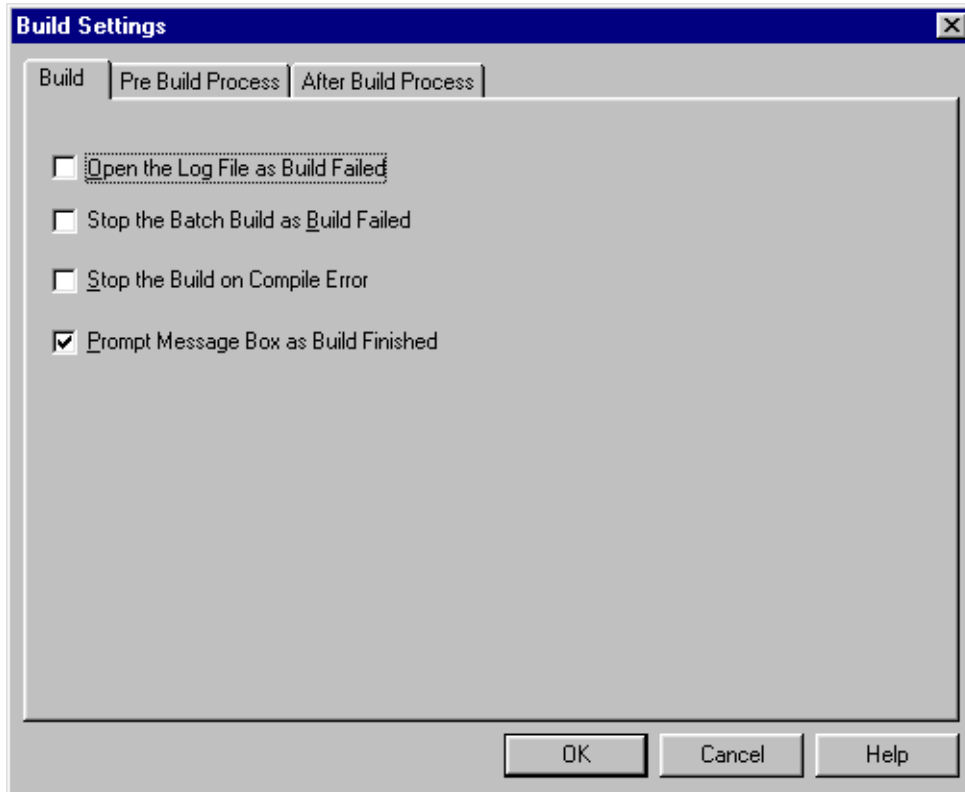 Build Settings
Build Pre Build Process After Build Process
Open the Log File as Build Failed
Stop the Batch Build as Build Failed
Stop the Build on Compile Error
Prompt Message Box as Build Finished
OK Cancel Help